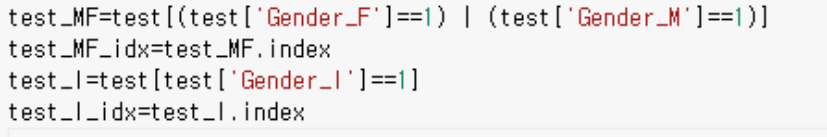 test_MF=test[(test['Gender_F']==1) | (test['Gender_M']==1)]
test_MF_idx=test_MF.index
test_I=test[test['Gender_I']==1]
test_I_idx=test_I.index